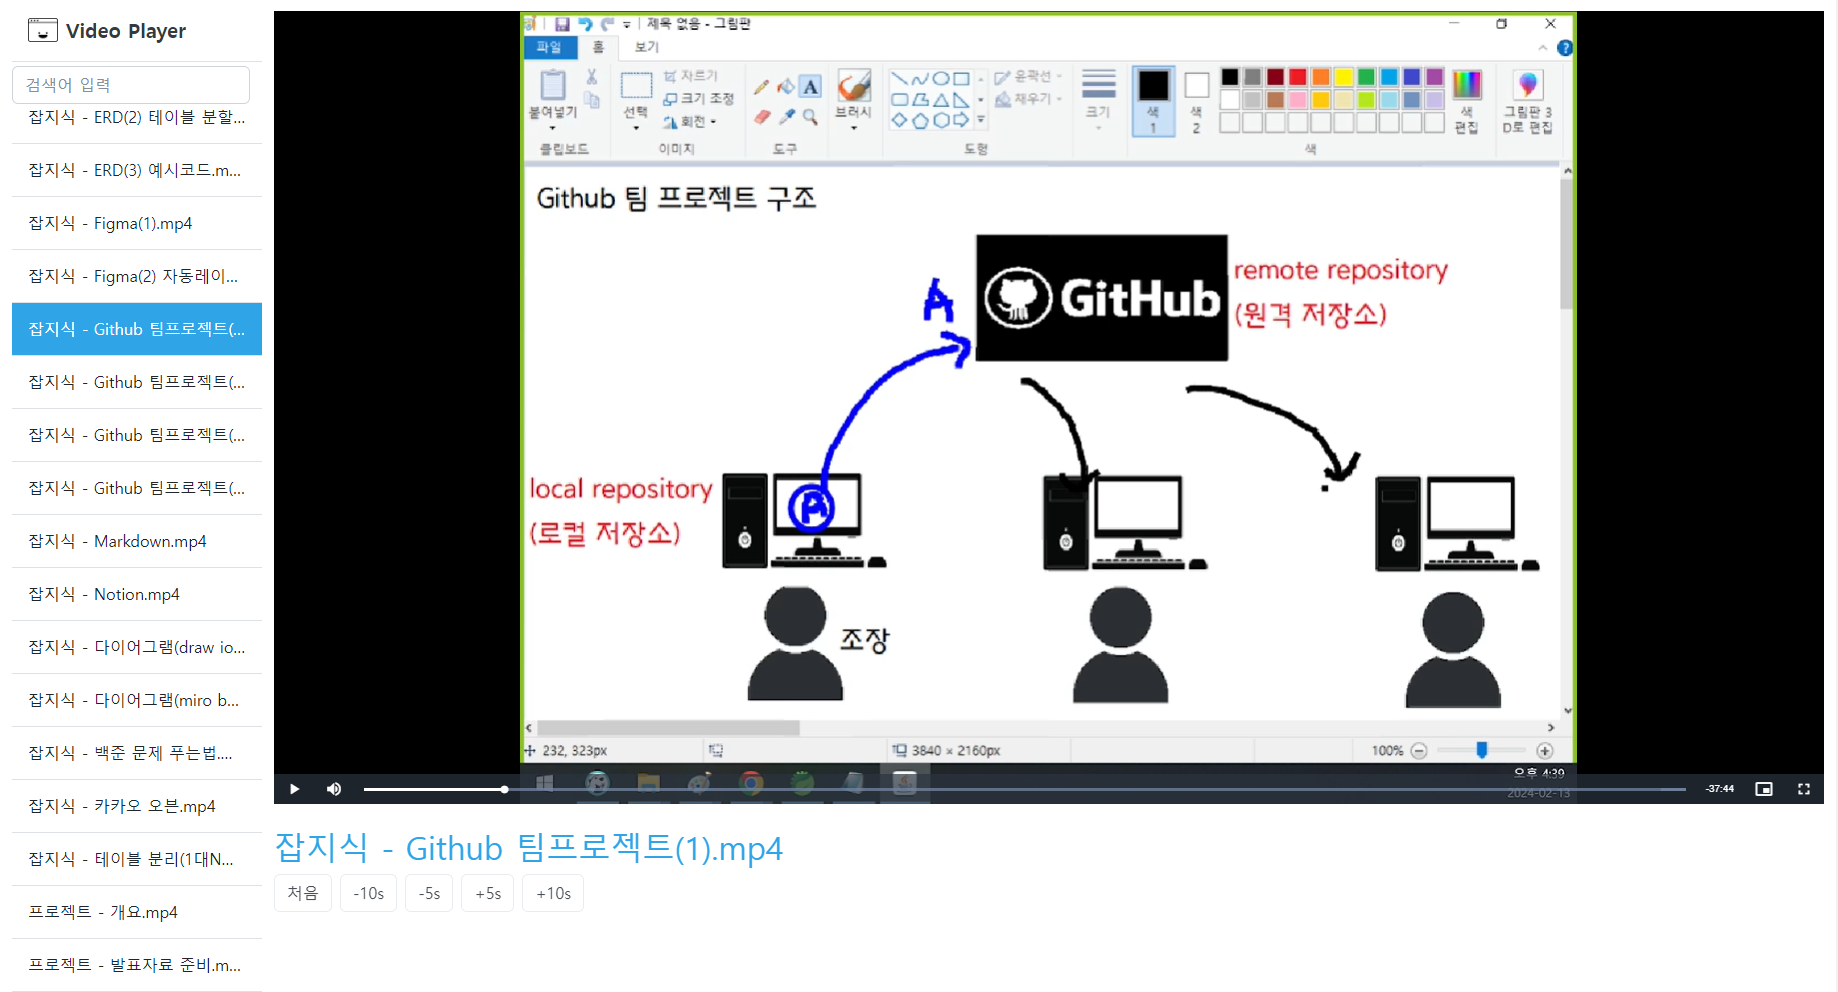 Video Player
검색어 입력
잡지식 - ERD(2) 테이블 분할...
잡지식 - ERD(3) 예시코드.m...
잡지식 - Figma(1).mp4
잡지식 - Figma(2) 자동레이...
잡지식 - Github 팀프로젝트(...
잡지식 - Github 팀프로젝트(...
잡지식 - Github 팀프로젝트(...
잡지식 - Github 팀프로젝트(...
잡지식 - Markdown.mp4
잡지식 - Notion.mp4
잡지식 - 다이어그램(draw io...
잡지식 - 다이어그램(miro b...
잡지식 - 백준 문제 푸는법....
잡지식 - 카카오 오븐.mp4
잡지식 - 테이블 분리(1대N...
프로젝트 - 개요.mp4
프로젝트 - 발표자료 준비.m...
제목 없음 - 그림판
파일 홈 보기
붙여넣기
클립보드
선택
자르기
크기 조정
회전
이미지
A
도구
브러시
도형
윤곽선
채우기
크기
색 1
색 2
색
색 편집
그림판 3D로 편집
Github 팀 프로젝트 구조
A
GitHub
remote repository
(원격 저장소)
local repository
(로컬 저장소)
A
조장
232, 323px
3840 × 2160px
100%
오후 4:39
2024-02-13
-37:44
잡지식 - Github 팀프로젝트(1).mp4
처음 -10s -5s +5s +10s